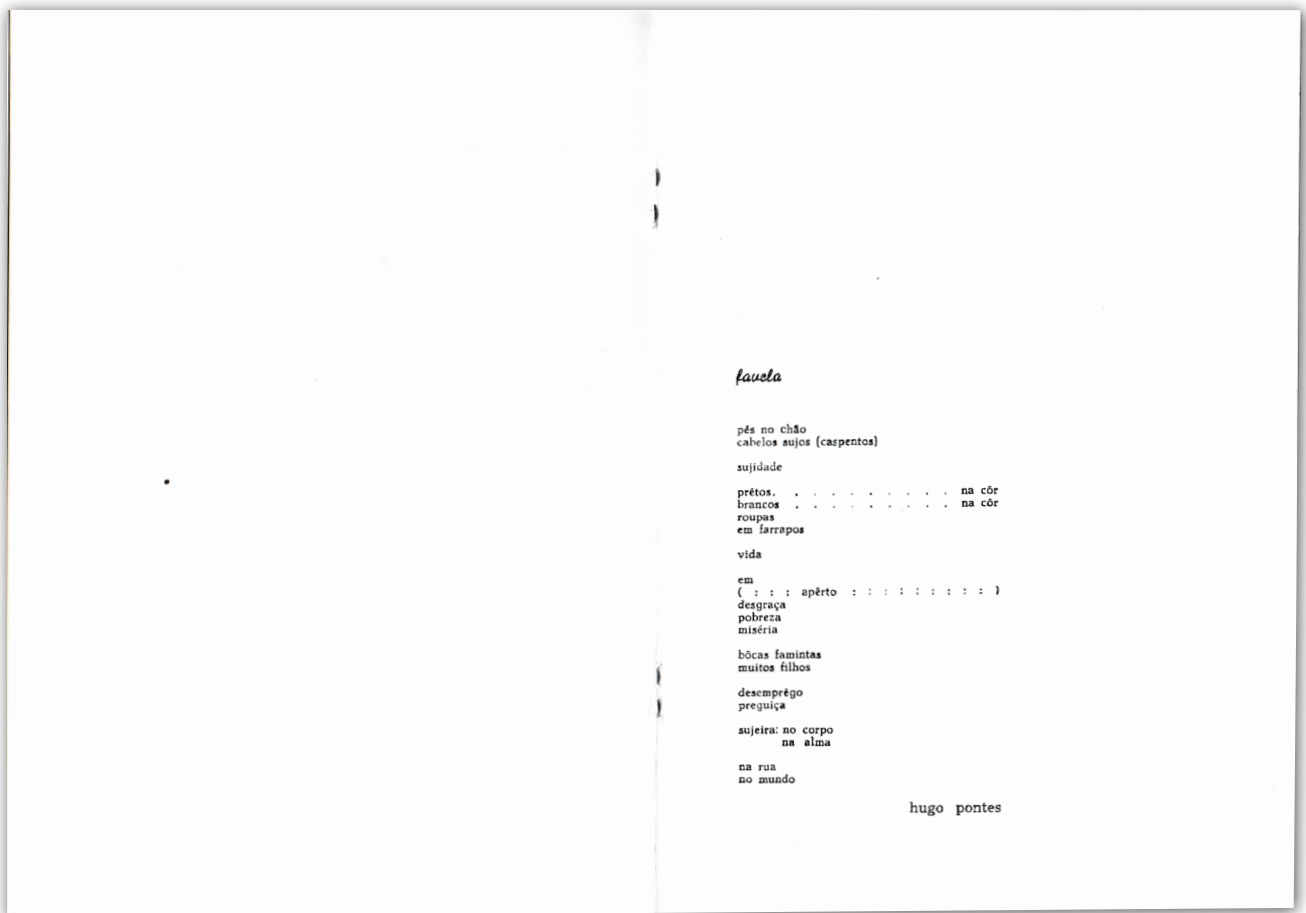 favela
pés no chão
cabelos sujos (caspentos)
sujidade
prêtos. . . . . . . . . . na côr
brancos . . . . . . . . . na côr
roupas
em farrapos
vida
em
( : : : apêrto : : : : : : : : : )
desgraça
pobreza
miséria
bôcas famintas
muitos filhos
desemprêgo
preguiça
sujeira: no corpo
na alma
na rua
no mundo
hugo pontes